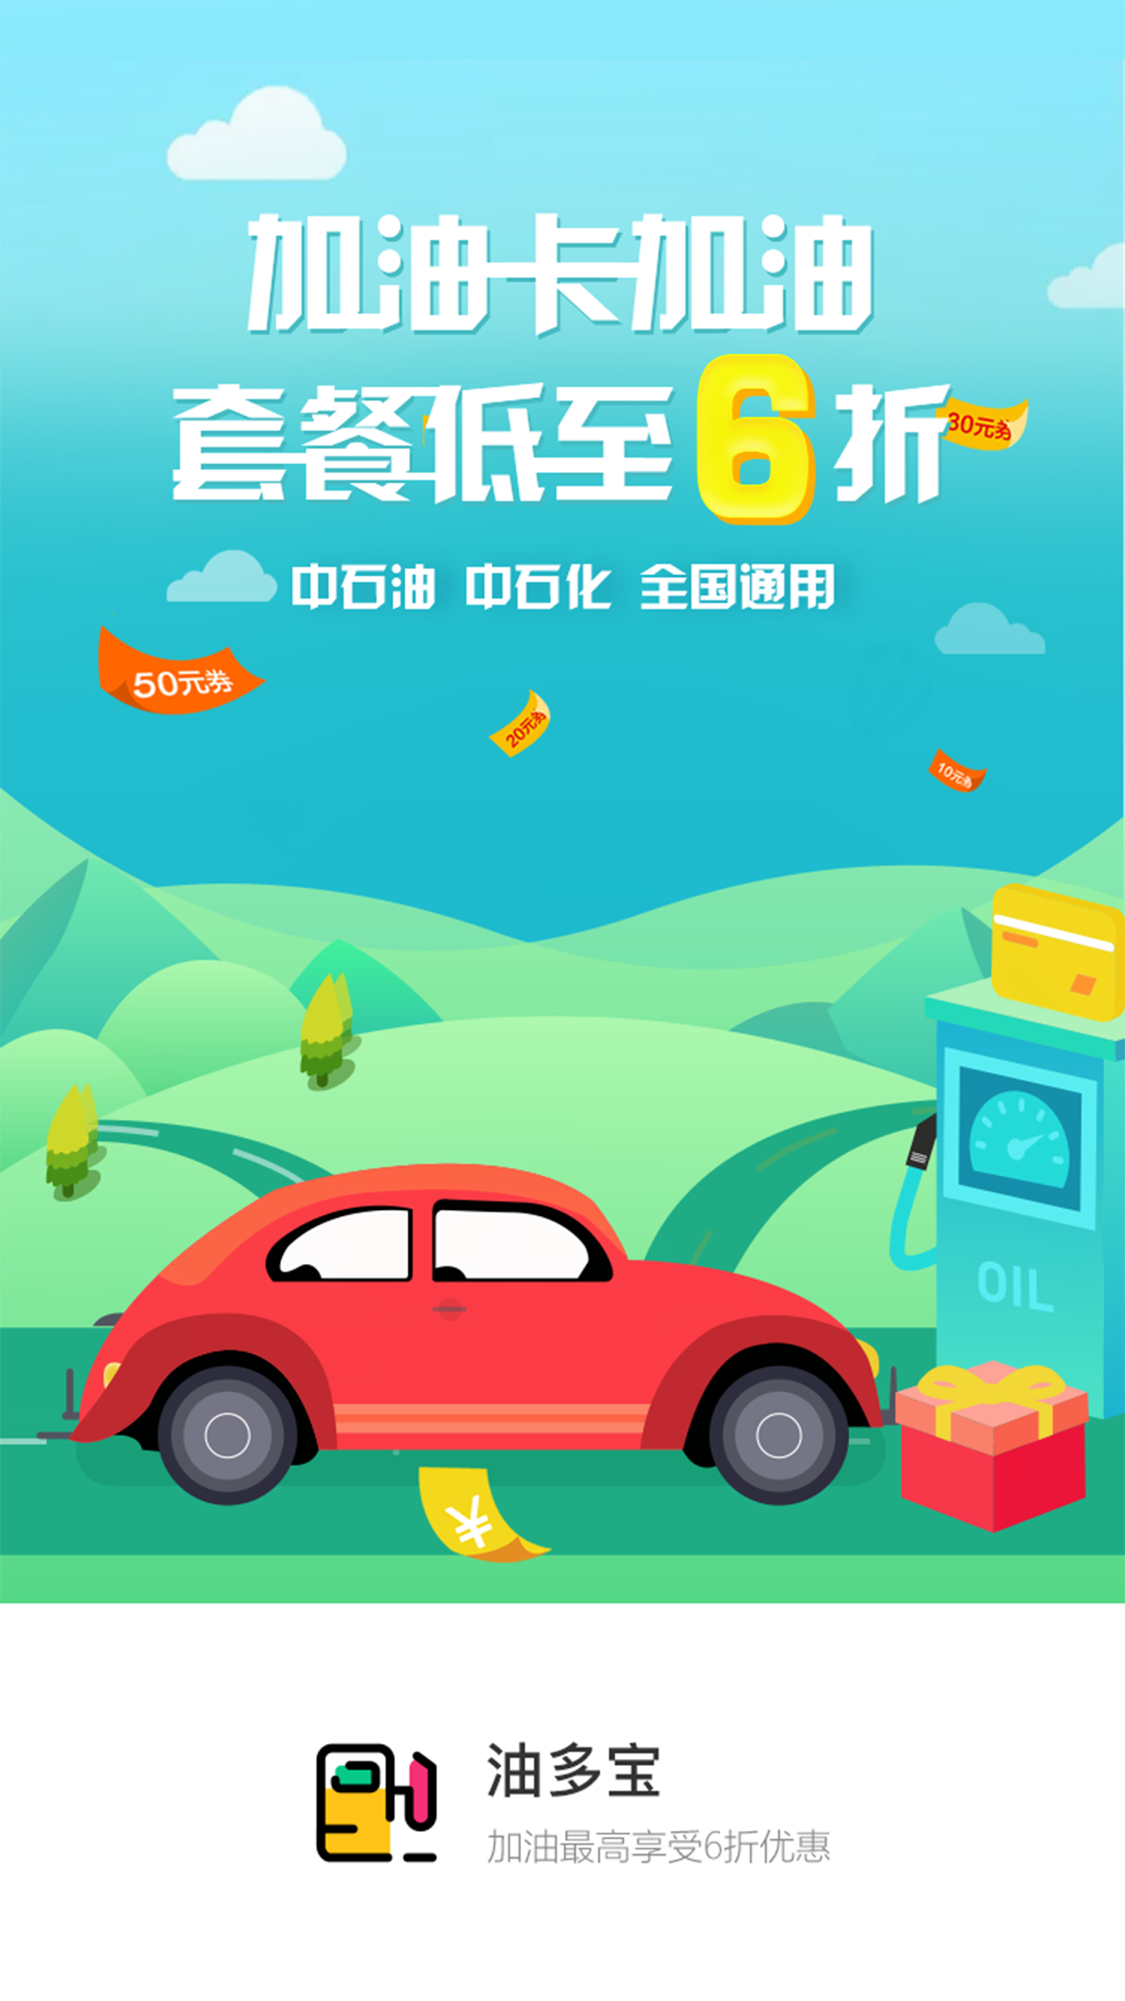 加油卡加油
套餐低至6折
30元券
中石油 中石化 全国通用
50元券
20元券
10元券
OIL
¥
油多宝
加油最高享受6折优惠